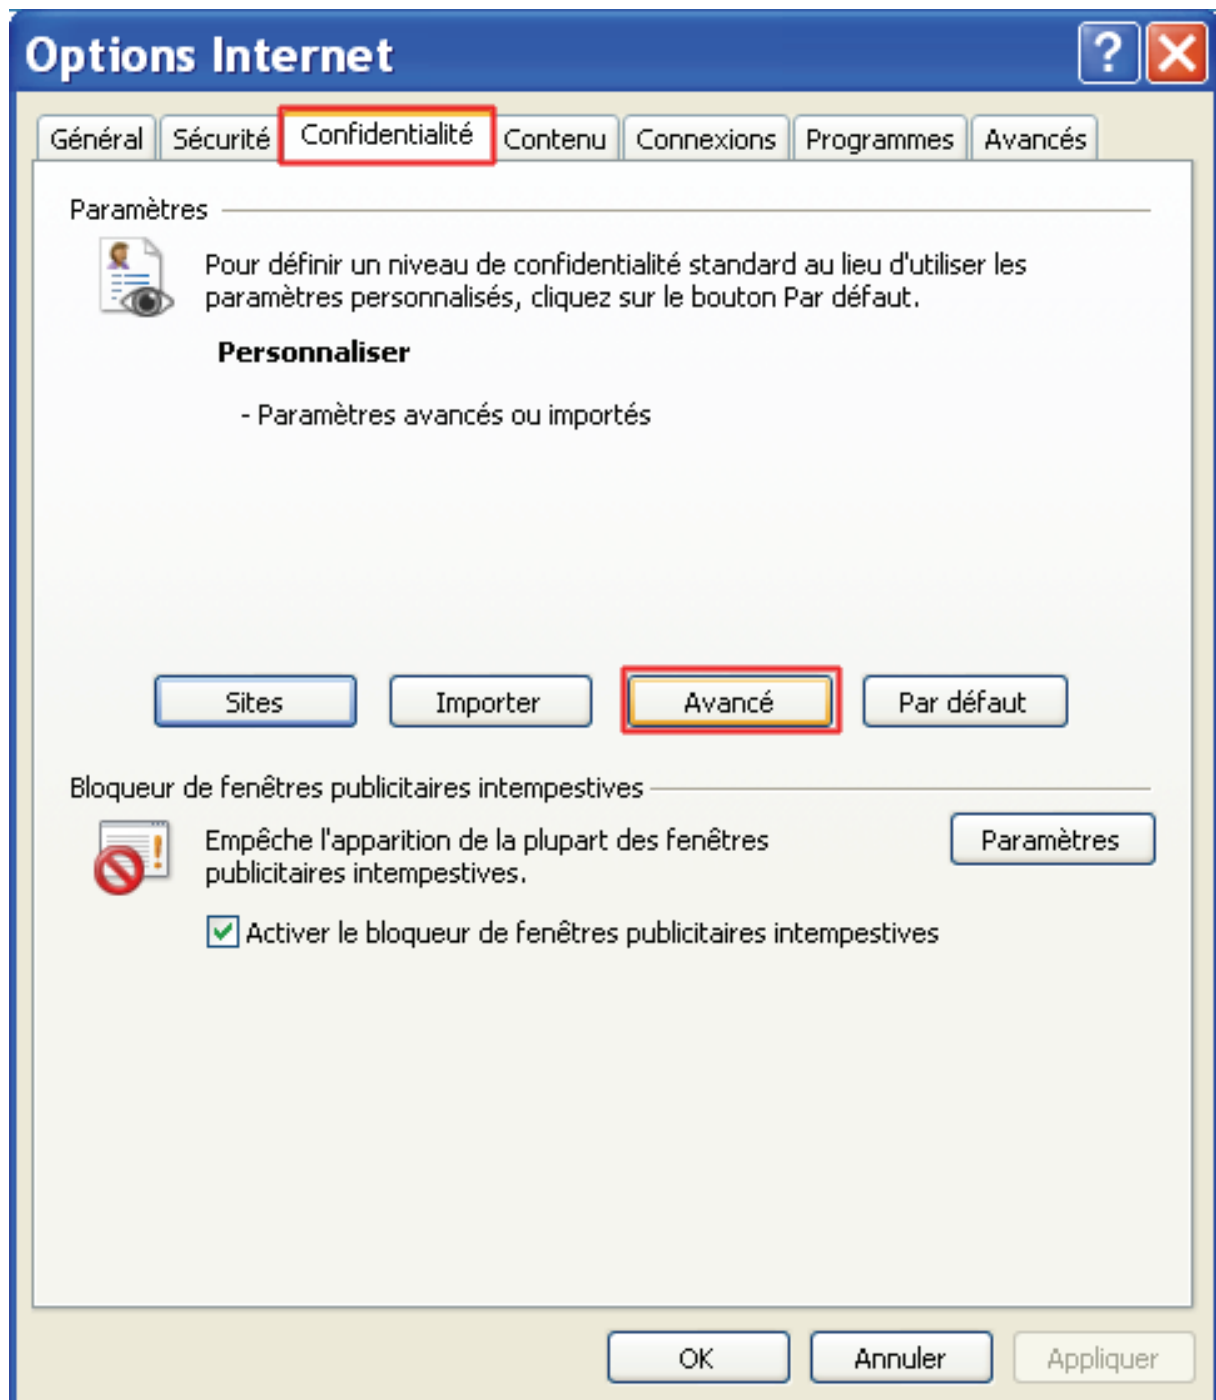 Options Internet
Général Sécurité Confidentialité Contenu Connexions Programmes Avancés
Paramètres
Pour définir un niveau de confidentialité standard au lieu d'utiliser les
paramètres personnalisés, cliquez sur le bouton Par défaut.
Personnaliser
- Paramètres avancés ou importés
Sites Importer Avancé Par défaut
Bloqueur de fenêtres publicitaires intempestives
Empêche l'apparition de la plupart des fenêtres
publicitaires intempestives.
Paramètres
Activer le bloqueur de fenêtres publicitaires intempestives
OK Annuler Appliquer